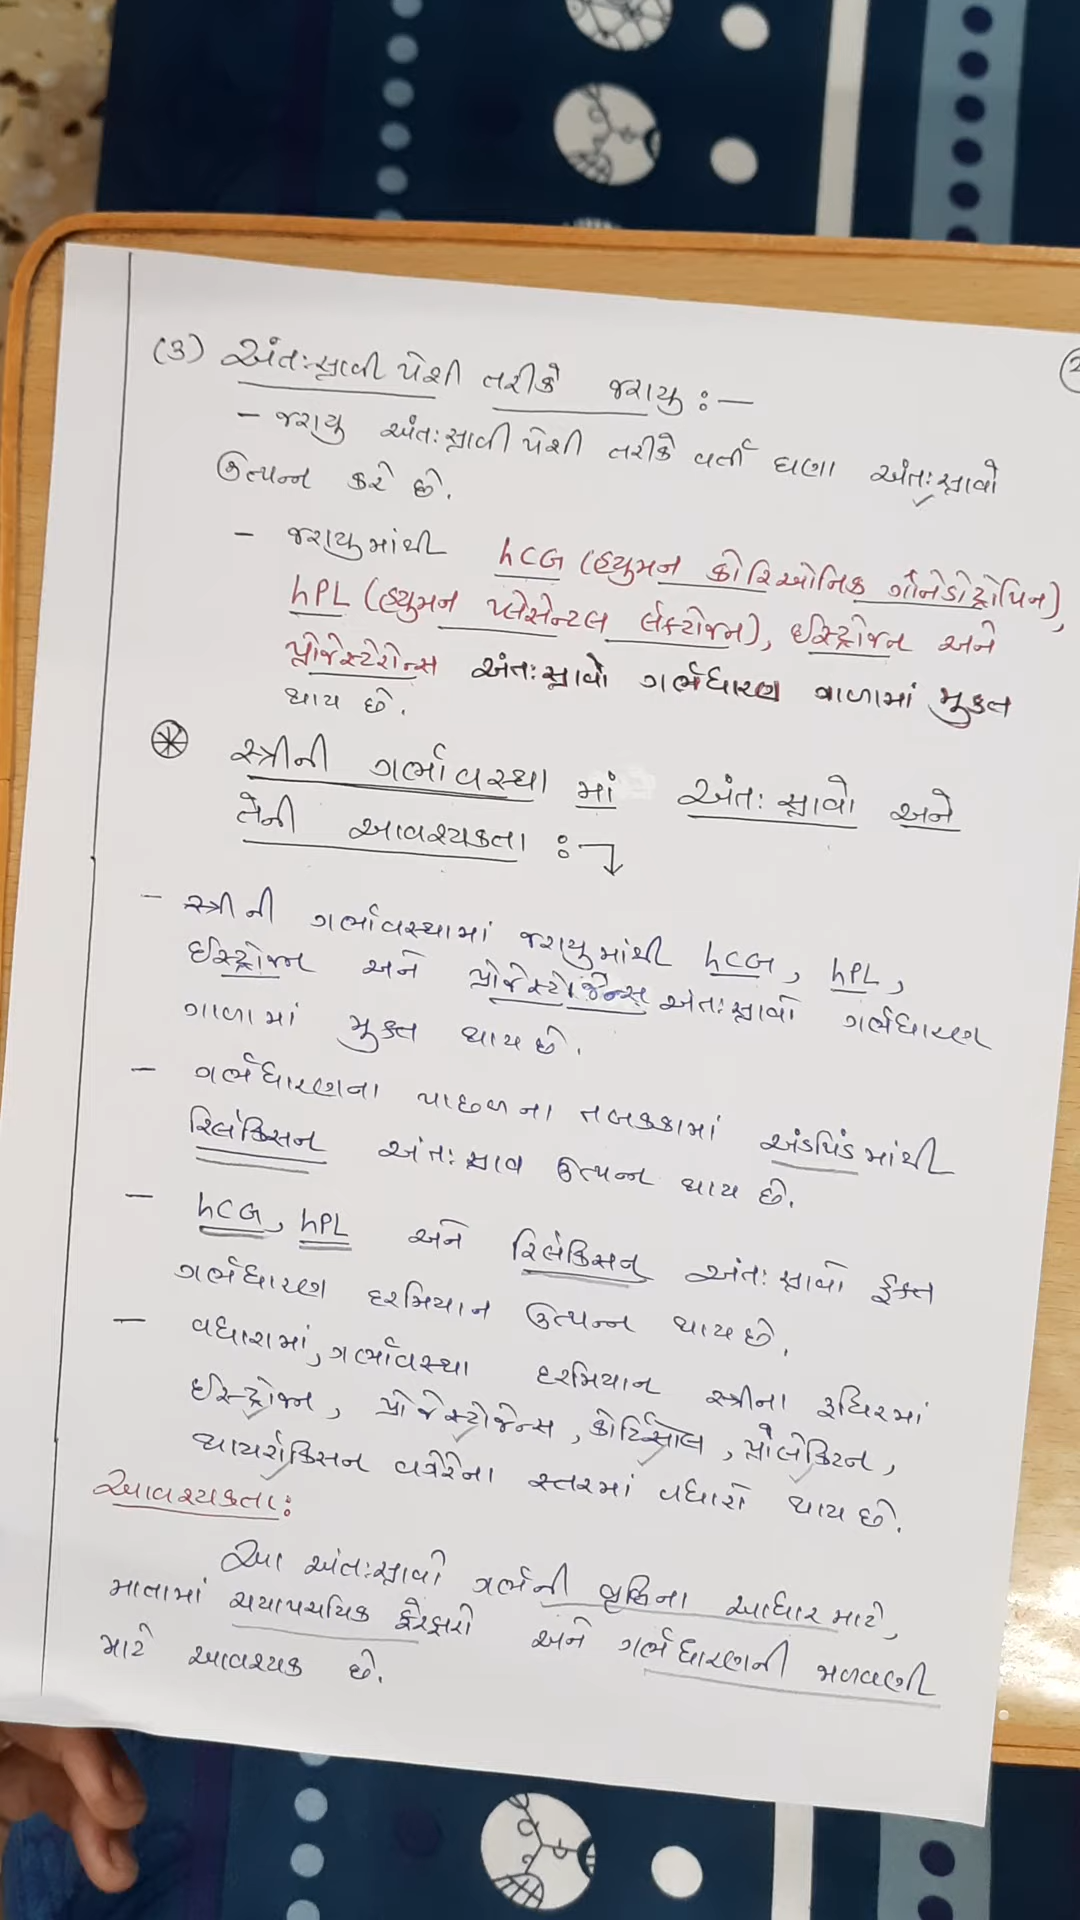 (3) અંતઃસ્ત્રાવી પેશી તરીકે જરાયુ :—
– જરાયુ અંતઃસ્ત્રાવી પેશી તરીકે વર્તી ઘણા અંતઃસ્ત્રાવો
ઉત્પન્ન કરે છે.
– જરાયુમાંથી hCG (હ્યુમન કોરિઓનિક ગોનેડોટ્રોપિન),
hPL (હ્યુમન પ્લેસેન્ટલ લેક્ટોજન), ઈસ્ટ્રોજન અને
પ્રોજેસ્ટેરોન્સ અંતઃસ્ત્રાવો ગર્ભધારણ ગાળામાં મુક્ત
થાય છે.
સ્ત્રીની ગર્ભાવસ્થા માં અંતઃસ્ત્રાવો અને
તેની આવશ્યકતા :
– સ્ત્રીની ગર્ભાવસ્થામાં જરાયુમાંથી hCG, hPL,
ઈસ્ટ્રોજન અને પ્રોજેસ્ટોજેન્સ અંતઃસ્ત્રાવો ગર્ભધારણ
ગાળામાં મુક્ત થાય છે.
– ગર્ભધારણના પાછળના તબક્કામાં અંડપિંડમાંથી
રિલેક્સિન અંતઃસ્ત્રાવ ઉત્પન્ન થાય છે.
– hCG, hPL અને રિલેક્સિન અંતઃસ્ત્રાવો ફક્ત
ગર્ભધારણ દરમિયાન ઉત્પન્ન થાય છે.
– વધારામાં, ગર્ભાવસ્થા દરમિયાન સ્ત્રીના રૂધિરમાં
ઈસ્ટ્રોજન, પ્રોજેસ્ટોજેન્સ, કોર્ટિસોલ, પ્રોલેક્ટિન,
થાયરોક્સિન વગેરેના સ્તરમાં વધારો થાય છે.
આવશ્યકતા:
આ અંતઃસ્ત્રાવો ગર્ભની વૃદ્ધિના આધાર માટે,
માતામાં ચયાપચયિક ફેરફારો અને ગર્ભધારણની જાળવણી
માટે આવશ્યક છે.